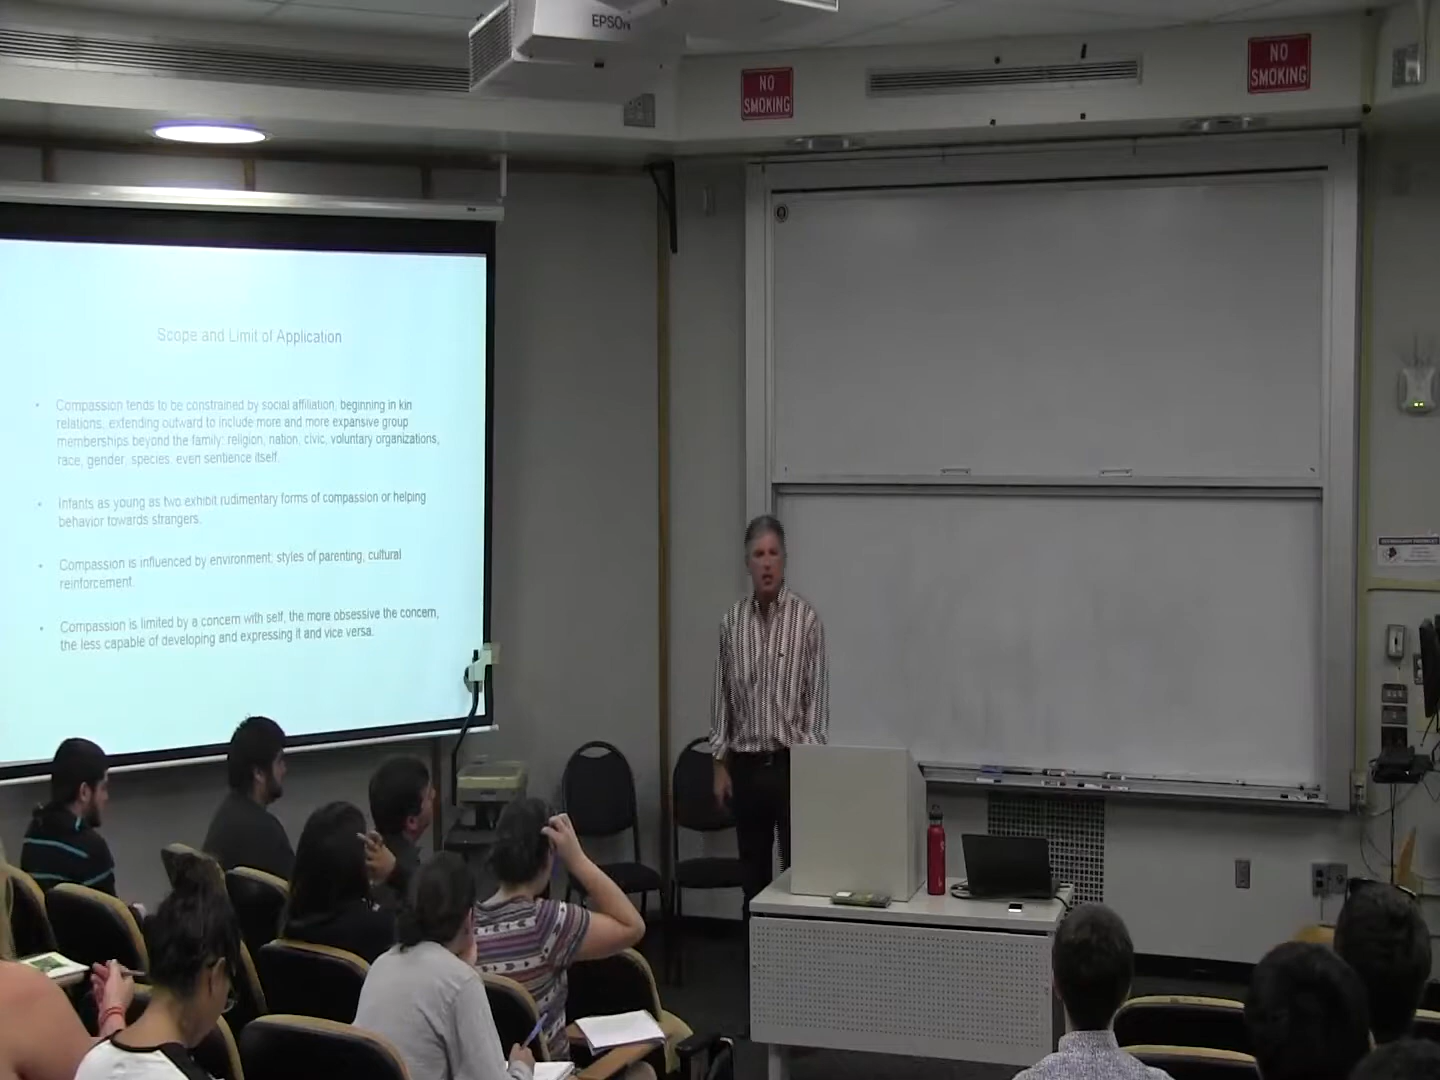 EPSON
NO
SMOKING
NO
SMOKING
Scope and Limit of Application
• Compassion tends to be constrained by social affiliation, beginning in kin
relations, extending outward to include more and more expansive group
memberships beyond the family: religion, nation, civic, voluntary organizations,
race, gender, species, even sentience itself.
• Infants as young as two exhibit rudimentary forms of compassion or helping
behavior towards strangers.
• Compassion is influenced by environment; styles of parenting, cultural
reinforcement.
• Compassion is limited by a concern with self, the more obsessive the concern,
the less capable of developing and expressing it and vice versa.